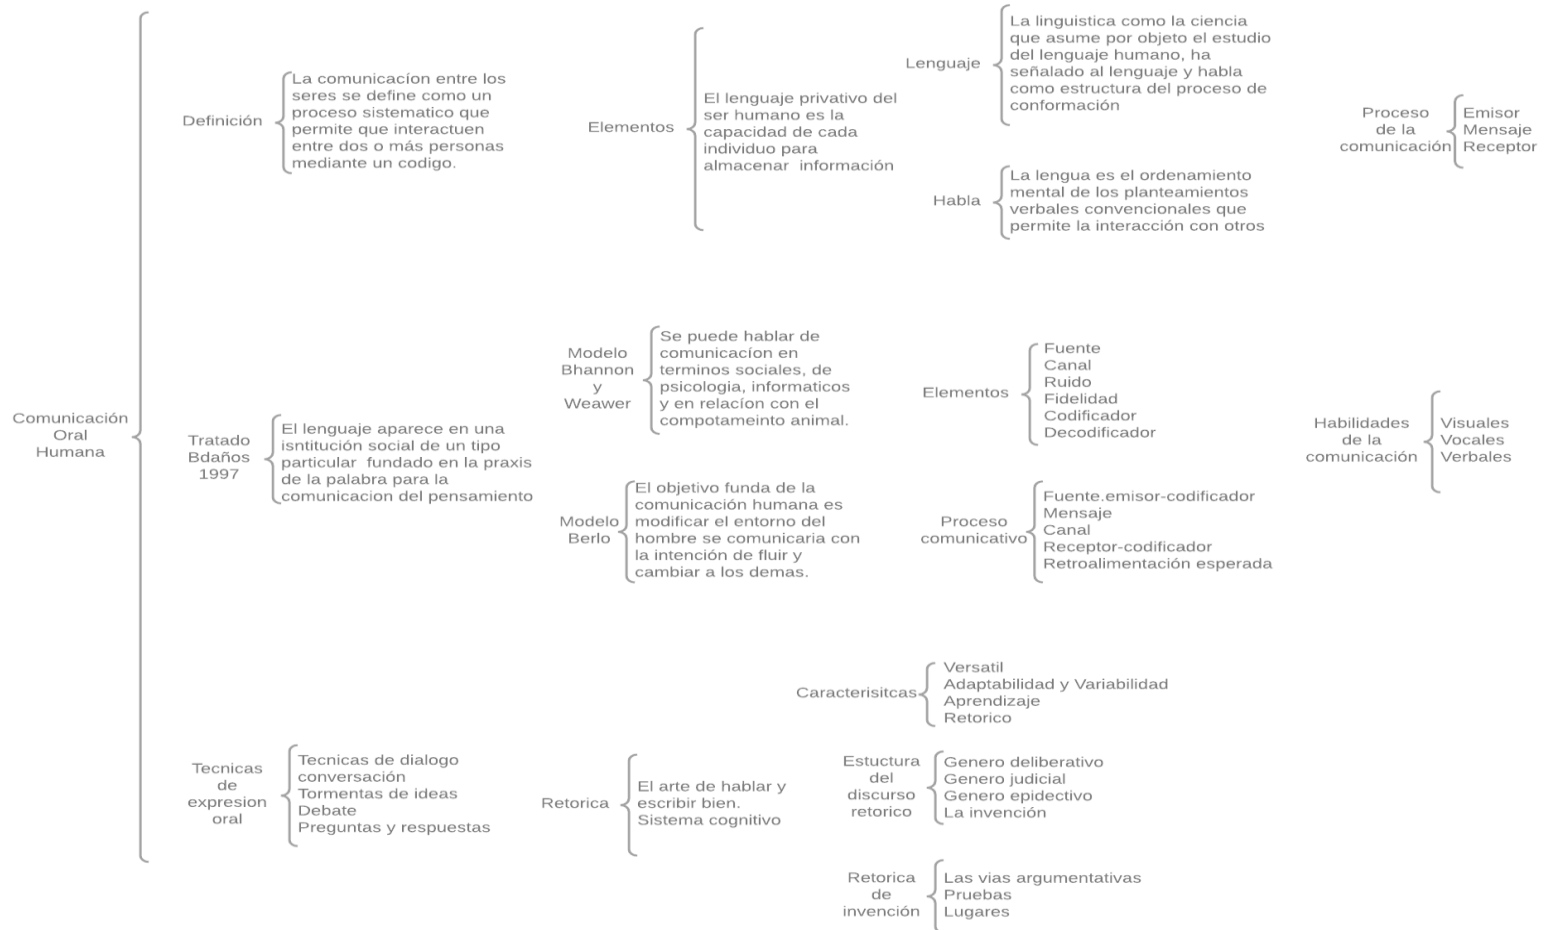 Comunicación
Oral
Humana
Definición
La comunicacíon entre los
seres se define como un
proceso sistematico que
permite que interactuen
entre dos o más personas
mediante un codigo.
Elementos
El lenguaje privativo del
ser humano es la
capacidad de cada
individuo para
almacenar  información
Lenguaje
La linguistica como la ciencia
que asume por objeto el estudio
del lenguaje humano, ha
señalado al lenguaje y habla
como estructura del proceso de
conformación
Habla
La lengua es el ordenamiento
mental de los planteamientos
verbales convencionales que
permite la interacción con otros
Proceso
de la
comunicación
Emisor
Mensaje
Receptor
Tratado
Bdaños
1997
El lenguaje aparece en una
isntitución social de un tipo
particular  fundado en la praxis
de la palabra para la
comunicacion del pensamiento
Modelo
Bhannon
y
Weawer
Se puede hablar de
comunicacíon en
terminos sociales, de
psicologia, informaticos
y en relacíon con el
compotameinto animal.
Modelo
Berlo
El objetivo funda de la
comunicación humana es
modificar el entorno del
hombre se comunicaria con
la intención de fluir y
cambiar a los demas.
Elementos
Fuente
Canal
Ruido
Fidelidad
Codificador
Decodificador
Proceso
comunicativo
Fuente.emisor-codificador
Mensaje
Canal
Receptor-codificador
Retroalimentación esperada
Habilidades
de la
comunicación
Visuales
Vocales
Verbales
Tecnicas
de
expresion
oral
Tecnicas de dialogo
conversación
Tormentas de ideas
Debate
Preguntas y respuestas
Retorica
El arte de hablar y
escribir bien.
Sistema cognitivo
Caracterisitcas
Versatil
Adaptabilidad y Variabilidad
Aprendizaje
Retorico
Estuctura
del
discurso
retorico
Genero deliberativo
Genero judicial
Genero epidectivo
La invención
Retorica
de
invención
Las vias argumentativas
Pruebas
Lugares